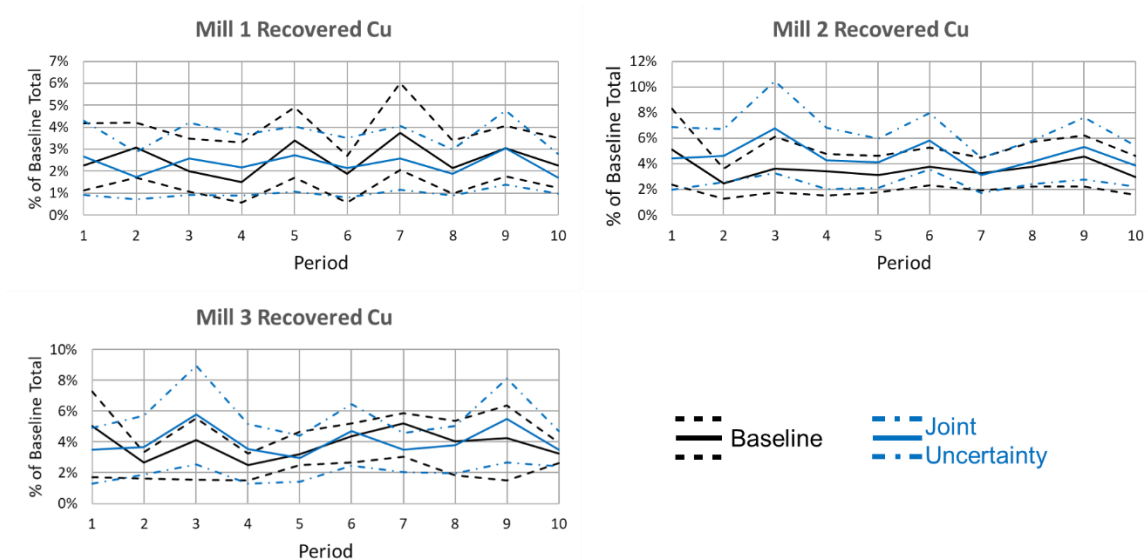 Mill 1 Recovered Cu
% of Baseline Total
7%
6%
5%
4%
3%
2%
1%
0%
1 2 3 4 5 6 7 8 9 10
Period
Mill 2 Recovered Cu
% of Baseline Total
12%
10%
8%
6%
4%
2%
0%
1 2 3 4 5 6 7 8 9 10
Period
Mill 3 Recovered Cu
% of Baseline Total
10%
8%
6%
4%
2%
0%
1 2 3 4 5 6 7 8 9 10
Period
Baseline
Joint
Uncertainty